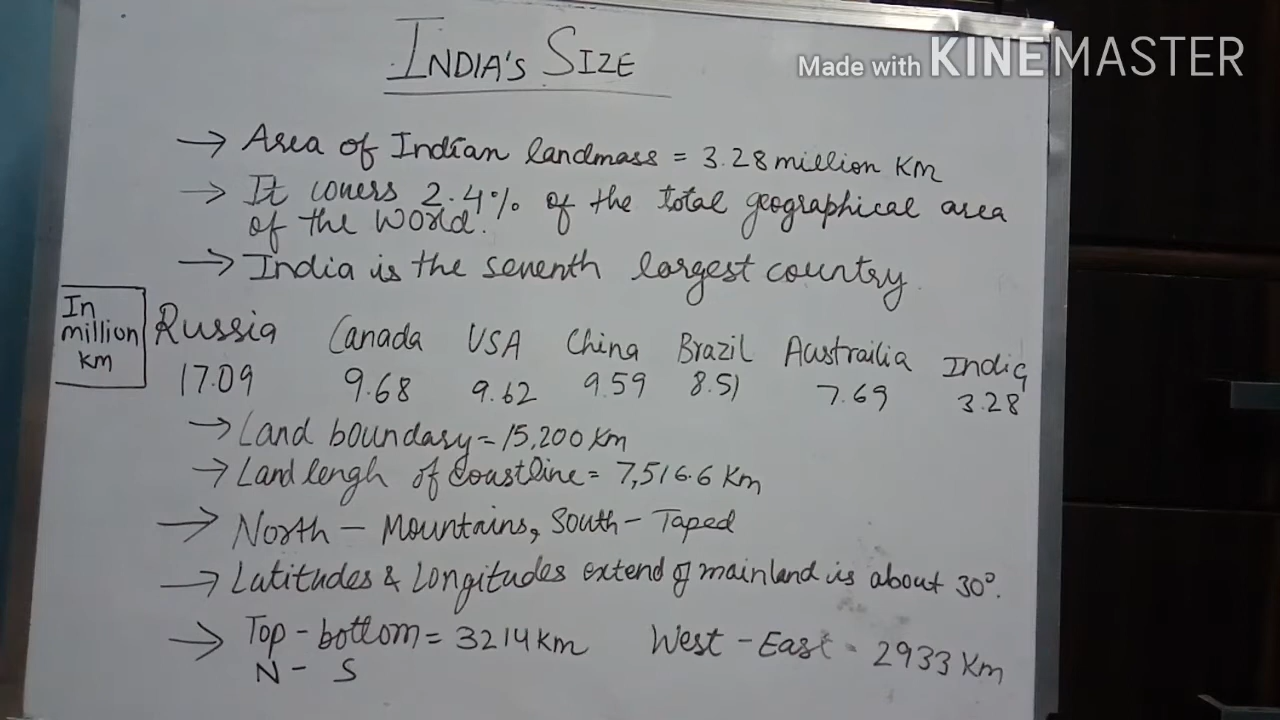 INDIA'S SIZE
Made with KINEMASTER
→ Area of Indian landmass = 3.28 million KM
→ It covers 2.4% of the total geographical area
of the World.
→ India is the seventh largest country.
In
million
km
Russia Canada USA China Brazil Austrailia India
17.09 9.68 9.62 9.59 8.51 7.69 3.28
→ Land boundary = 15,200 Km
→ Land lengh of Coastline = 7,516.6 Km
→ North - Mountains, South - Taped
→ Latitudes & Longitudes extend of mainland is about 30°.
→ Top - bottom = 3214 Km West - East - 2933 Km
N - S